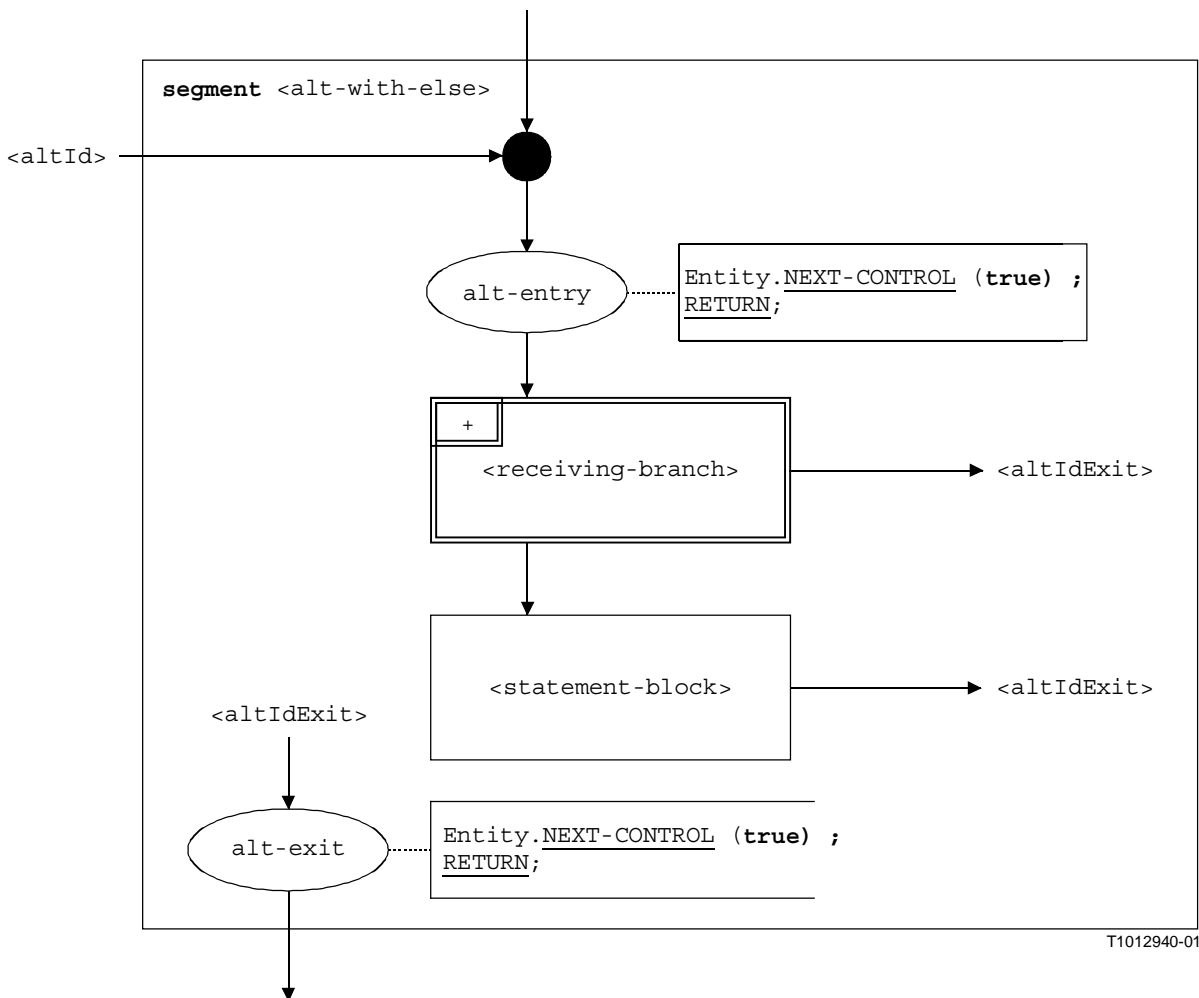 segment <alt-with-else>
<altId>
Entity.NEXT-CONTROL (true) ;
alt-entry
RETURN;
+
<receiving-branch>
<altIdExit>
<statement-block>
<altIdExit>
<altIdExit>
Entity.NEXT-CONTROL (true) ;
alt-exit
RETURN;
T1012940-01